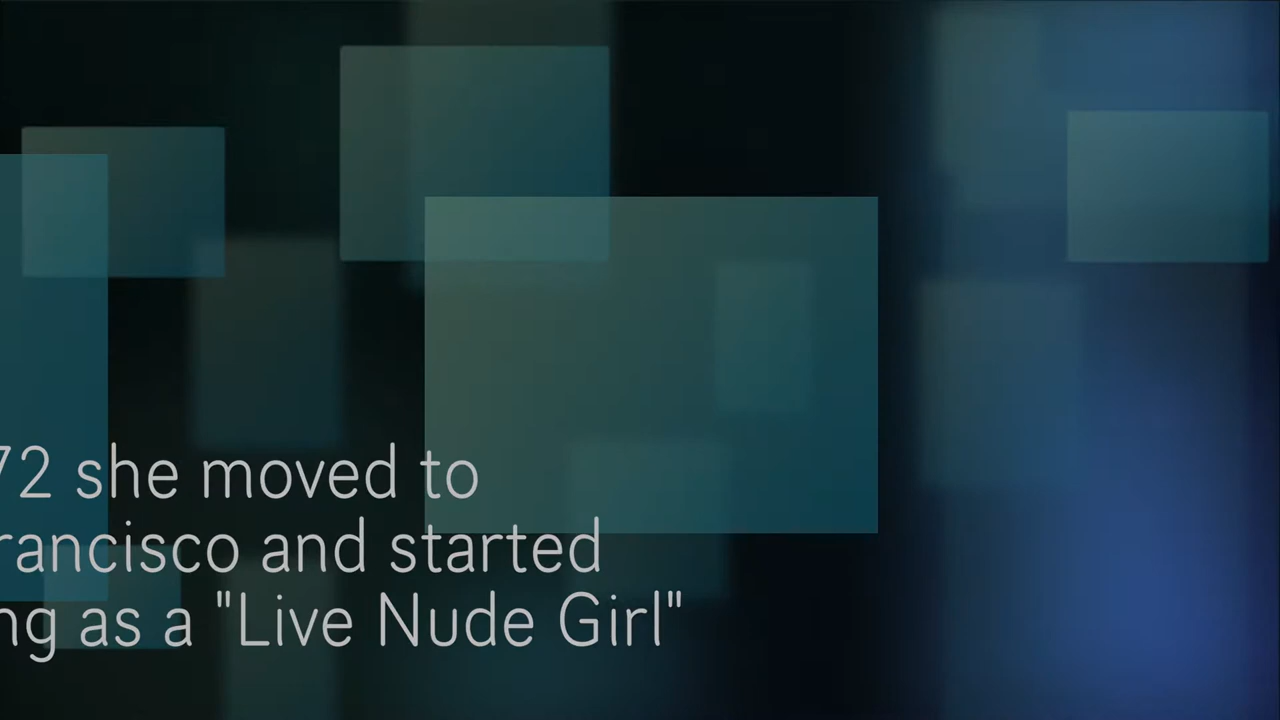 72 she moved to
rancisco and started
ng as a "Live Nude Girl"